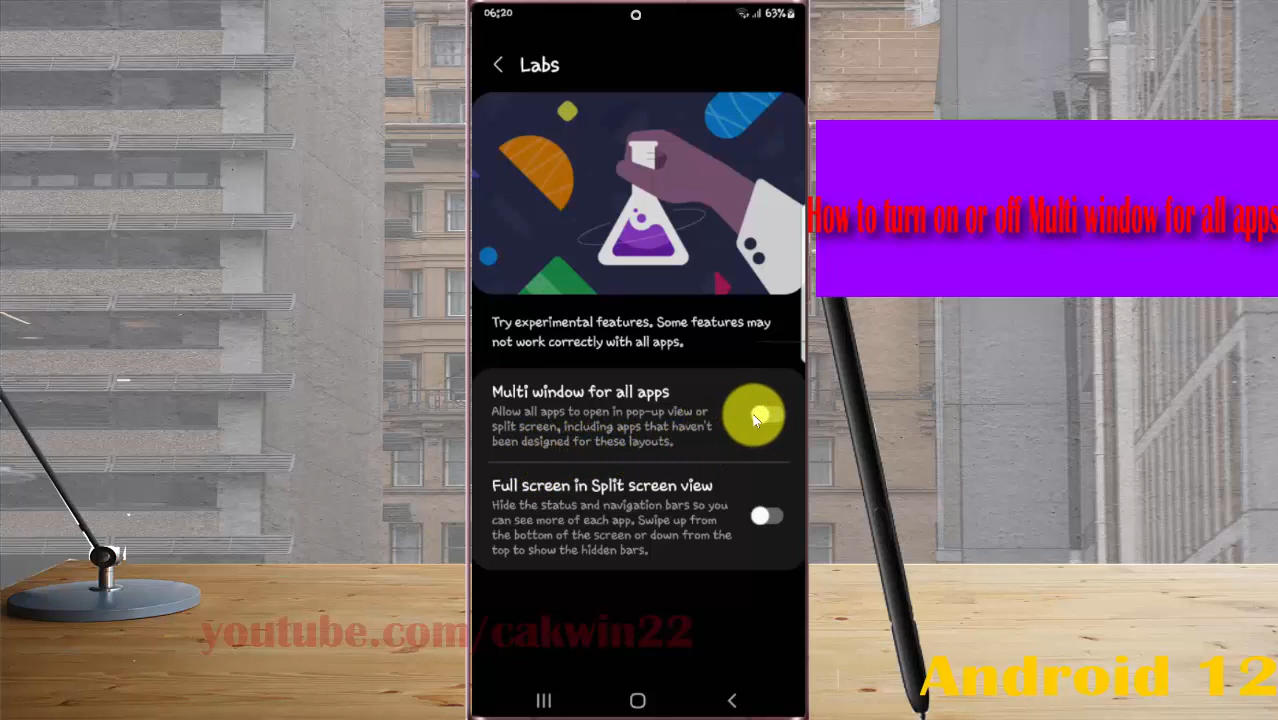 06:20
63%
Labs
Try experimental features. Some features may
not work correctly with all apps.
Multi window for all apps
Allow all apps to open in pop-up view or
split screen, including apps that haven't
been designed for these layouts.
Full screen in Split screen view
Hide the status and navigation bars so you
can see more of each app. Swipe up from
the bottom of the screen or down from the
top to show the hidden bars.
How to turn on or off Multi window for all apps
youtube.com/cakwin22
Android 12